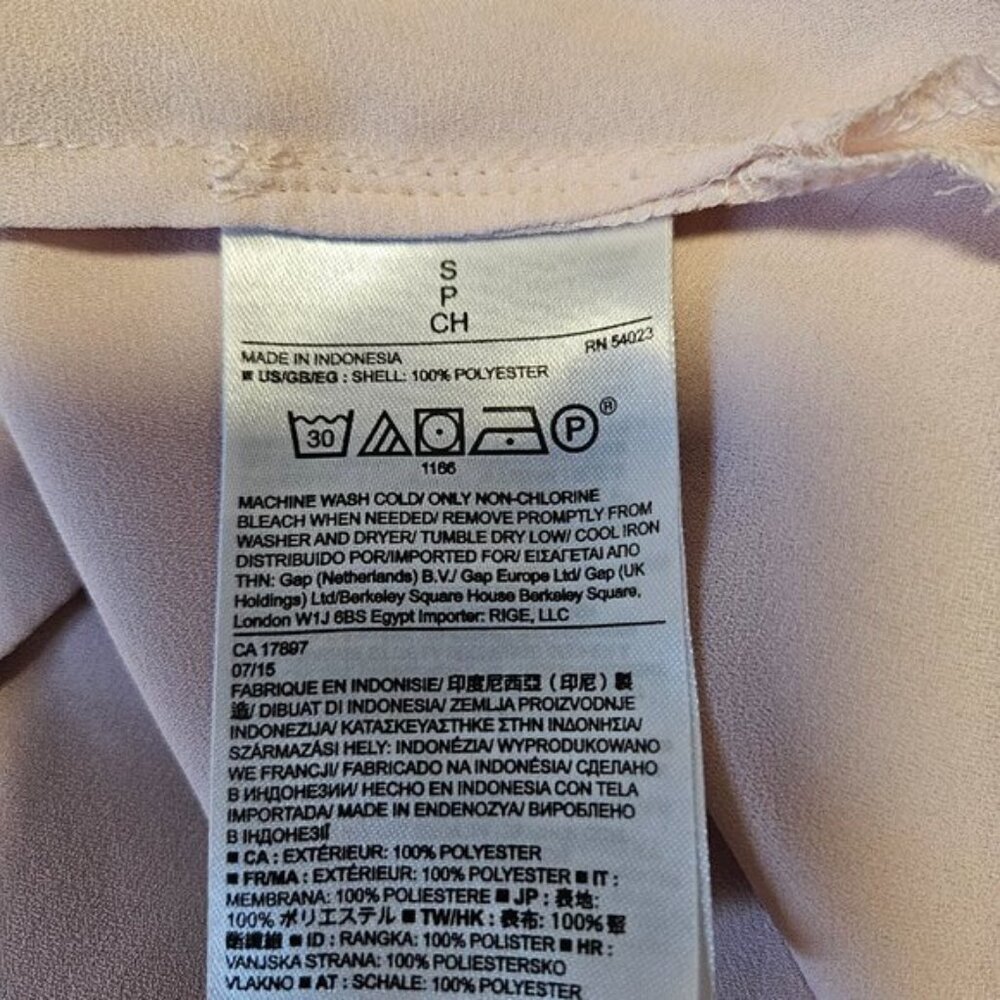 S
P
CH
RN 54023
MADE IN INDONESIA
■ US/GB/EG : SHELL: 100% POLYESTER
30
P ®
1166
MACHINE WASH COLD/ ONLY NON-CHLORINE
BLEACH WHEN NEEDED/ REMOVE PROMPTLY FROM
WASHER AND DRYER/ TUMBLE DRY LOW/ COOL IRON
DISTRIBUIDO POR/IMPORTED FOR/ ΕΙΣΑΓΕΤΑΙ ΑΠΟ
ΤΗΝ: Gap (Netherlands) B.V./ Gap Europe Ltd/ Gap (UK
Holdings) Ltd/Berkeley Square House Berkeley Square,
London W1J 6BS Egypt Importer: RIGE, LLC
CA 17897
07/15
FABRIQUE EN INDONISIE/ 印度尼西亞 (印尼) 製
造/ DIBUAT DI INDONESIA/ ZEMLJA PROIZVODNJE
INDONEZIJA/ ΚΑΤΑΣΚΕΥΑΣΤΗΚΕ ΣΤΗΝ ΙΝΔΟΝΗΣΙΑ/
SZÁRMAZÁSI HELY: INDONÉZIA/ WYPRODUKOWANO
WE FRANCJI/ FABRICADO NA INDONÉSIA/ СДЕЛАНО
В ИНДОНЕЗИИ/ HECHO EN INDONESIA CON TELA
IMPORTADA/ MADE IN ENDENOZYA/ ВИРОБЛЕНО
В ІНДОНЕЗІЇ
■ CA : EXTÉRIEUR: 100% POLYESTER
■ FR/MA : EXTÉRIEUR: 100% POLYESTER ■ IT :
MEMBRANA: 100% POLIESTERE ■ JP : 表地:
100% ポリエステル ■ TW/HK : 表布: 100% 聚
酯纖維 ■ ID : RANGKA: 100% POLISTER ■ HR :
VANJSKA STRANA: 100% POLIESTERSKO
VLAKNO ■ AT : SCHALE: 100% POLYESTER